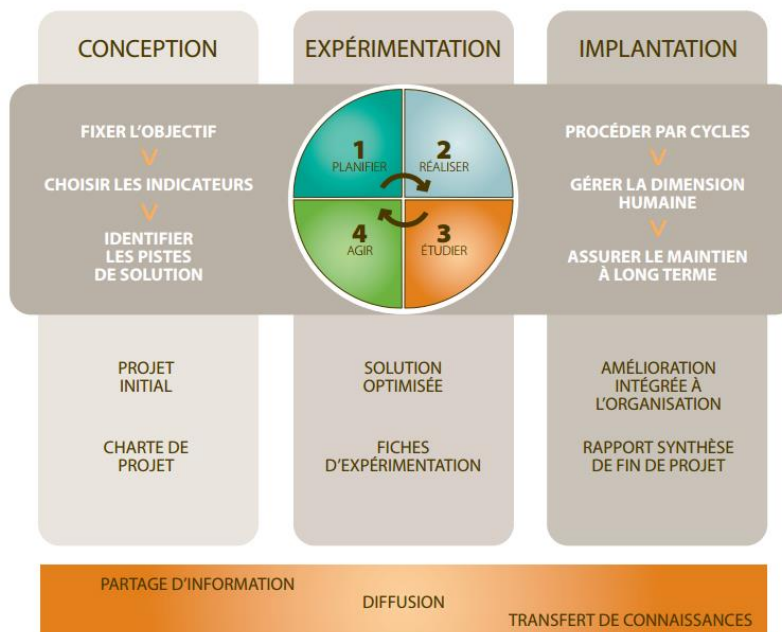 CONCEPTION
EXPÉRIMENTATION
IMPLANTATION
FIXER L'OBJECTIF
CHOISIR LES INDICATEURS
IDENTIFIER
LES PISTES
DE SOLUTION
1
PLANIFIER
2
RÉALISER
3
ÉTUDIER
4
AGIR
PROCÉDER PAR CYCLES
GÉRER LA DIMENSION
HUMAINE
ASSURER LE MAINTIEN
À LONG TERME
PROJET
INITIAL
CHARTE DE
PROJET
SOLUTION
OPTIMISÉE
FICHES
D'EXPÉRIMENTATION
AMÉLIORATION
INTÉGRÉE À
L'ORGANISATION
RAPPORT SYNTHÈSE
DE FIN DE PROJET
PARTAGE D'INFORMATION
DIFFUSION
TRANSFERT DE CONNAISSANCES